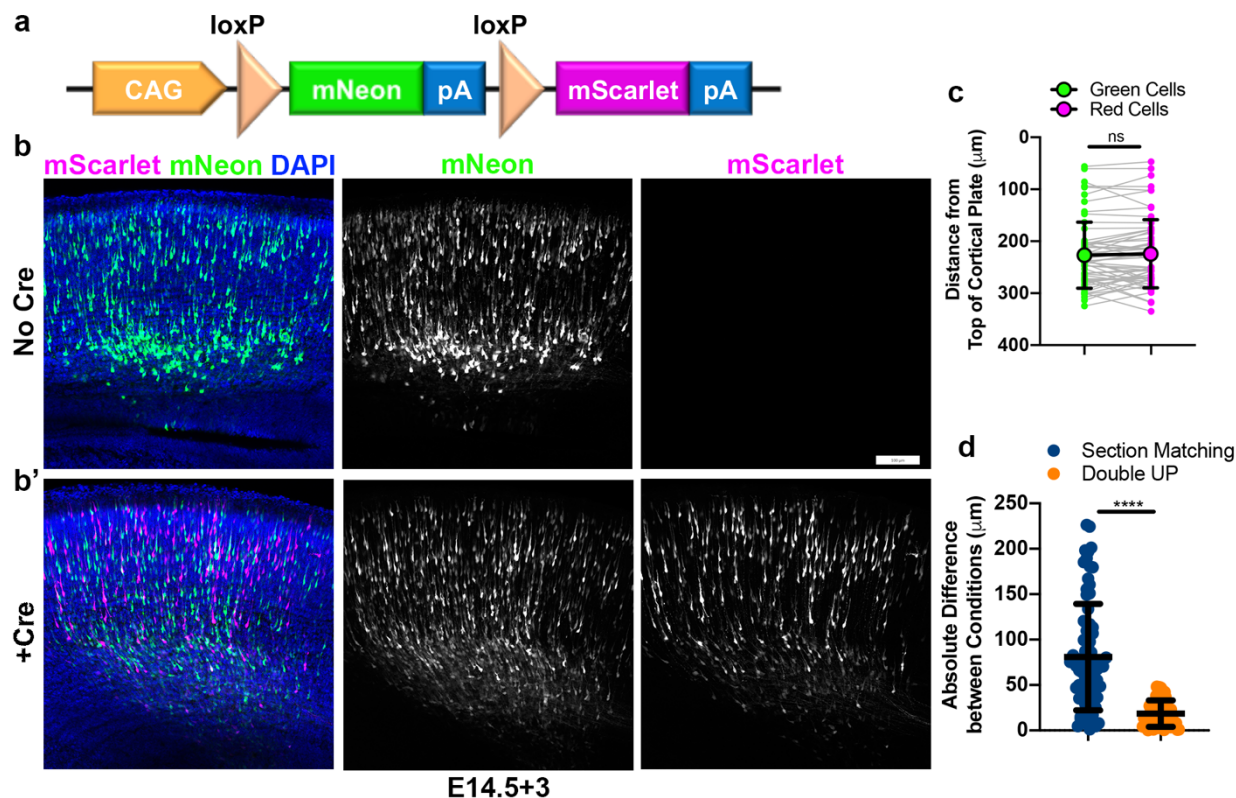 a
loxP
loxP
CAG
mNeon
pA
mScarlet
pA
b
mScarlet mNeon DAPI
mNeon
mScarlet
No Cre
b'
+Cre
E14.5+3
c
Green Cells
Red Cells
ns
0
100
200
300
400
Distance from
Top of Cortical Plate (μm)
d
Section Matching
Double UP
****
250
200
150
100
50
0
Absolute Difference
between Conditions (μm)